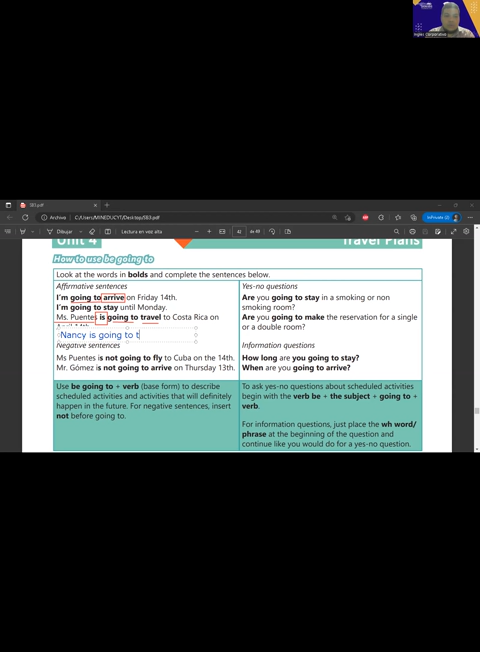 Inglés Corporativo
SB3.pdf
Archivo C:/Users/MINEDUCYT/Desktop/SB3.pdf
InPrivate (3)
Dibujar
Lectura en voz alta
42 de 49
Unit 4
Travel Plans
How to use be going to
Look at the words in bolds and complete the sentences below.
Affirmative sentences
I'm going to arrive on Friday 14th.
I'm going to stay until Monday.
Ms. Puentes is going to travel to Costa Rica on
April 14th.
Nancy is going to t
Negative sentences
Ms Puentes is not going to fly to Cuba on the 14th.
Mr. Gómez is not going to arrive on Thursday 13th.
Yes-no questions
Are you going to stay in a smoking or non
smoking room?
Are you going to make the reservation for a single
or a double room?
Information questions
How long are you going to stay?
When are you going to arrive?
Use be going to + verb (base form) to describe
scheduled activities and activities that will definitely
happen in the future. For negative sentences, insert
not before going to.
To ask yes-no questions about scheduled activities
begin with the verb be + the subject + going to +
verb.
For information questions, just place the wh word/
phrase at the beginning of the question and
continue like you would do for a yes-no question.